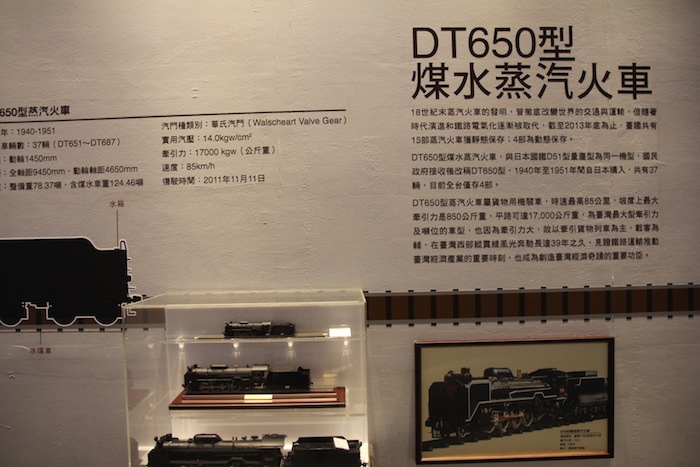 DT650型
煤水蒸汽火車
18世紀末蒸汽火車的發明，曾徹底改變世界的交通與運輸，但隨著
時代演進和鐵路電氣化逐漸被取代，截至2013年底為止，臺鐵共有
15部蒸汽火車獲靜態保存；4部為動態保存。
DT650型煤水蒸汽火車，與日本國鐵D51型量產型為同一機型，國民
政府接收後改稱DT650型，1940年至1951年間自日本購入，共有37
輛，目前全台僅存4部。
DT650型蒸汽火車屬貨物用機關車，時速最高85公里，坡度上最大
牽引力是850公斤重，平路可達17,000公斤重，為臺灣最大型牽引力
及噸位的車型，也因為牽引力大，故以牽引貨物列車為主，載客為
輔，在臺灣西部縱貫線風光奔馳長達39年之久，見證鐵路運輸推動
臺灣經濟產業的重要時刻，也成為創造臺灣經濟奇蹟的重要功臣。
650型蒸汽火車
年：1940-1951
車輛數：37輛（DT651～DT687）
：動輪1450mm
：全軸距9450mm，動輪軸距4650mm
：整備重78.37噸，含煤水車重124.46噸
汽門種類別：華氏汽門（Walscheart Valve Gear）
實用汽壓：14.0kgw/cm²
牽引力：17000 kgw（公斤重）
速度：85km/h
復駛時間：2011年11月11日
水箱
水煤車